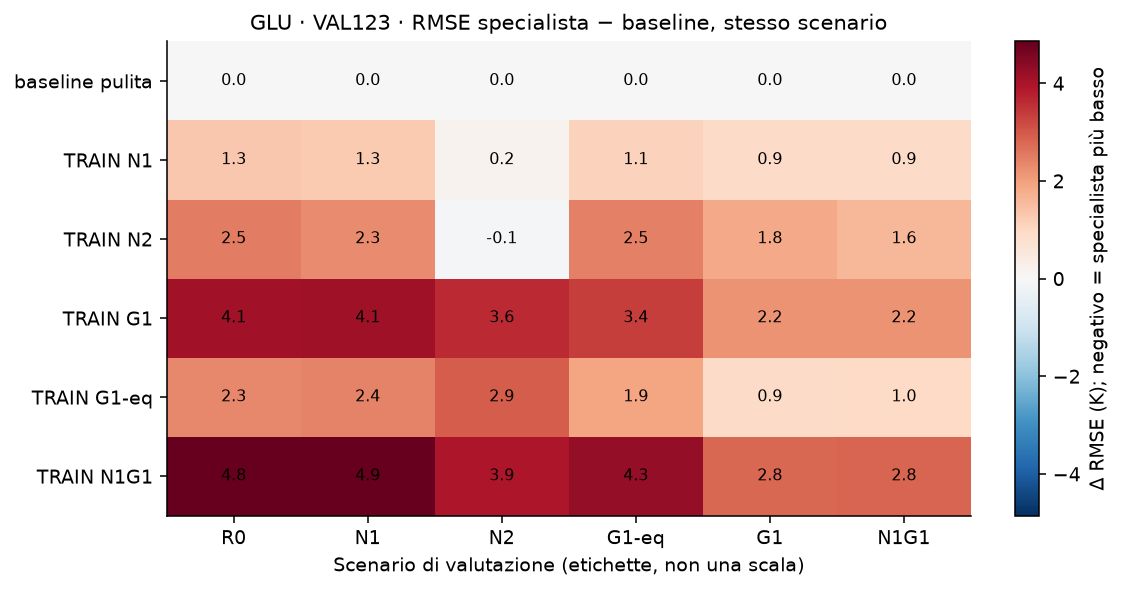 GLU · VAL123 · RMSE specialista − baseline, stesso scenario
baseline pulita 0.0 0.0 0.0 0.0 0.0 0.0
TRAIN N1 1.3 1.3 0.2 1.1 0.9 0.9
TRAIN N2 2.5 2.3 -0.1 2.5 1.8 1.6
TRAIN G1 4.1 4.1 3.6 3.4 2.2 2.2
TRAIN G1-eq 2.3 2.4 2.9 1.9 0.9 1.0
TRAIN N1G1 4.8 4.9 3.9 4.3 2.8 2.8
R0 N1 N2 G1-eq G1 N1G1
Scenario di valutazione (etichette, non una scala)
4
2
0
−2
−4
Δ RMSE (K); negativo = specialista più basso